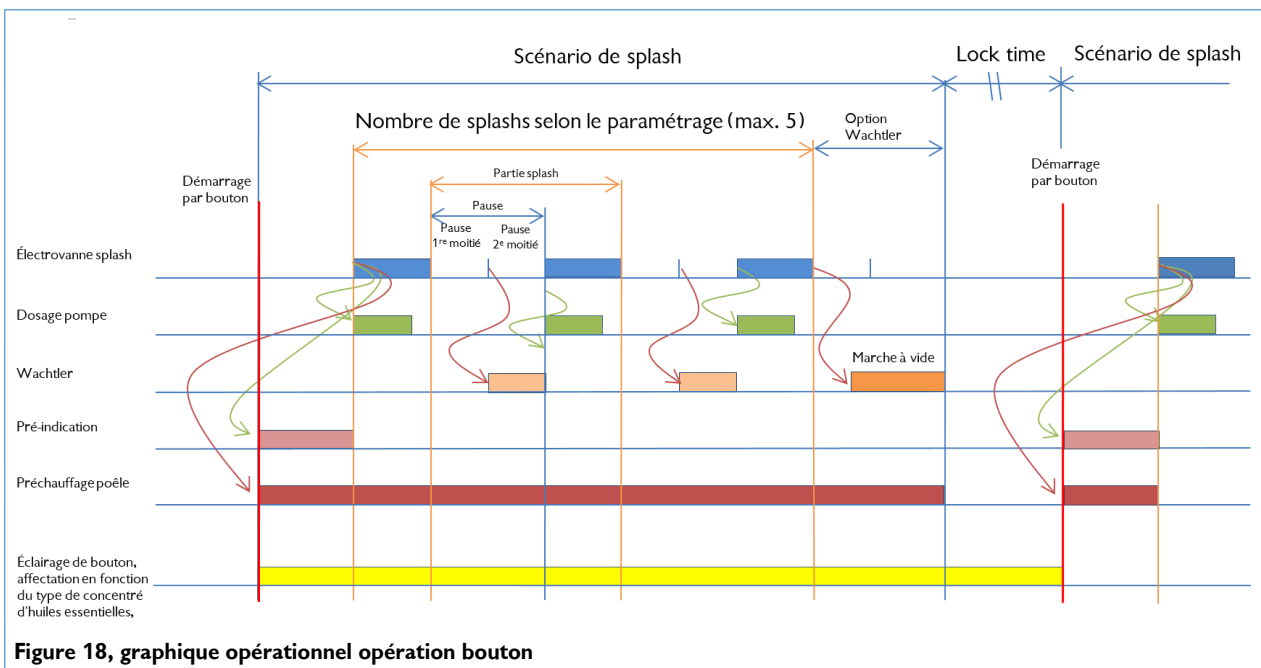 Scénario de splash
Lock time
Scénario de splash
Nombre de splashs selon le paramétrage (max. 5)
Option
Wachtler
Démarrage
par bouton
Partie splash
Démarrage
par bouton
Pause
Pause
1re moitié
Pause
2e moitié
Électrovanne splash
Dosage pompe
Wachtler
Marche à vide
Pré-indication
Préchauffage poêle
Éclairage de bouton,
affectation en fonction
du type de concentré
d'huiles essentielles,
Figure 18, graphique opérationnel opération bouton